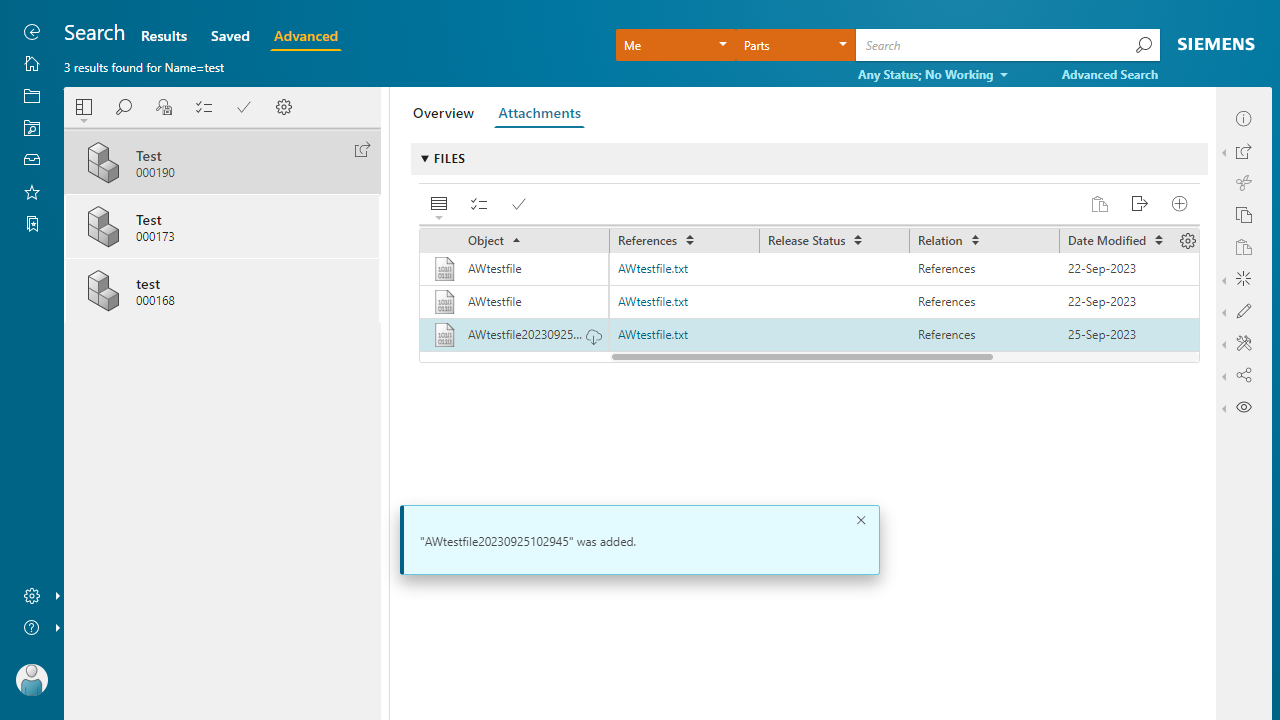 Search Results Saved Advanced
3 results found for Name=test
Me Parts Search SIEMENS
Any Status; No Working Advanced Search
Test
000190
Test
000173
test
000168
Overview Attachments
FILES
Object References Release Status Relation Date Modified
AWtestfile AWtestfile.txt References 22-Sep-2023
AWtestfile AWtestfile.txt References 22-Sep-2023
AWtestfile20230925... AWtestfile.txt References 25-Sep-2023
"AWtestfile20230925102945" was added.